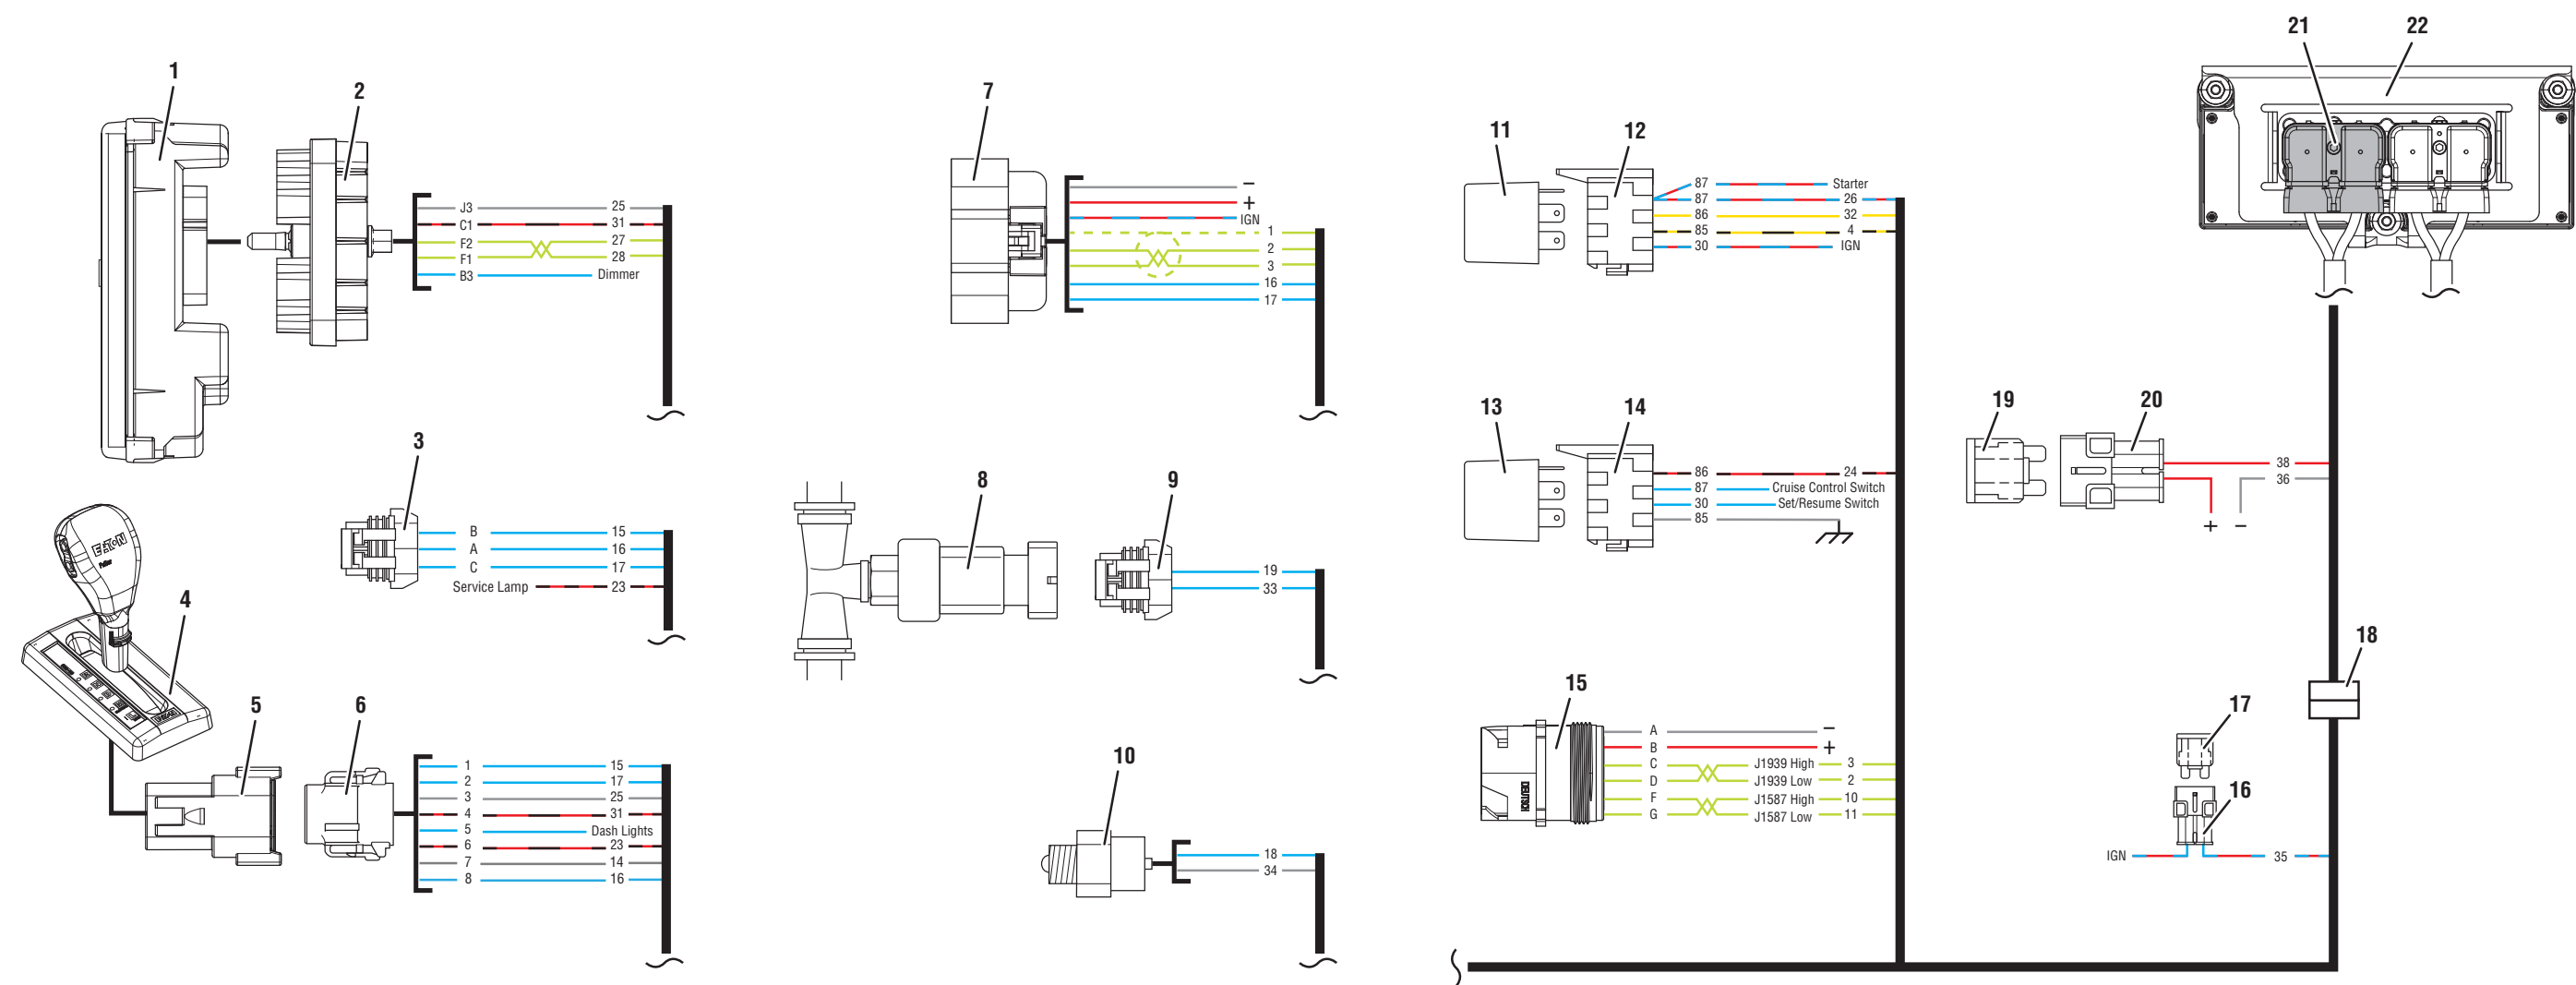 1
2
J3 25
C1 31
F2 27
F1 28
B3 Dimmer
3
B 15
A 16
C 17
Service Lamp 23
EATON
Fuller
4
5
6
1 15
2 17
3 25
4 31
5 Dash Lights
6 23
7 14
8 16
7
−
+
IGN
1
2
3
16
17
8
9
19
33
10
18
34
11
12
87 Starter
87 26
86 32
85 4
30 IGN
13
14
86 24
87 Cruise Control Switch
30 Set/Resume Switch
85
15
DEUTSCH
A −
B +
C J1939 High 3
D J1939 Low 2
F J1587 High 10
G J1587 Low 11
21
22
19
20
38
36
+ −
18
17
16
IGN 35